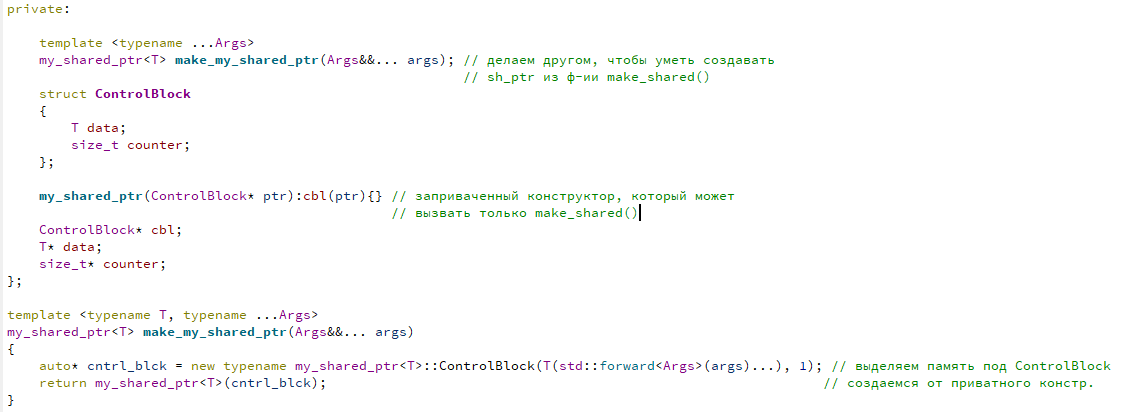 private:
template <typename ...Args>
my_shared_ptr<T> make_my_shared_ptr(Args&&... args); // делаем другом, чтобы уметь создавать
// sh_ptr из ф-ии make_shared()
struct ControlBlock
{
T data;
size_t counter;
};
my_shared_ptr(ControlBlock* ptr):cbl(ptr){} // заприваченный конструктор, который может
// вызвать только make_shared()
ControlBlock* cbl;
T* data;
size_t* counter;
};
template <typename T, typename ...Args>
my_shared_ptr<T> make_my_shared_ptr(Args&&... args)
{
auto* cntrl_blck = new typename my_shared_ptr<T>::ControlBlock(T(std::forward<Args>(args)...), 1); // выделяем память под ControlBlock
return my_shared_ptr<T>(cntrl_blck); // создаемся от приватного констр.
}